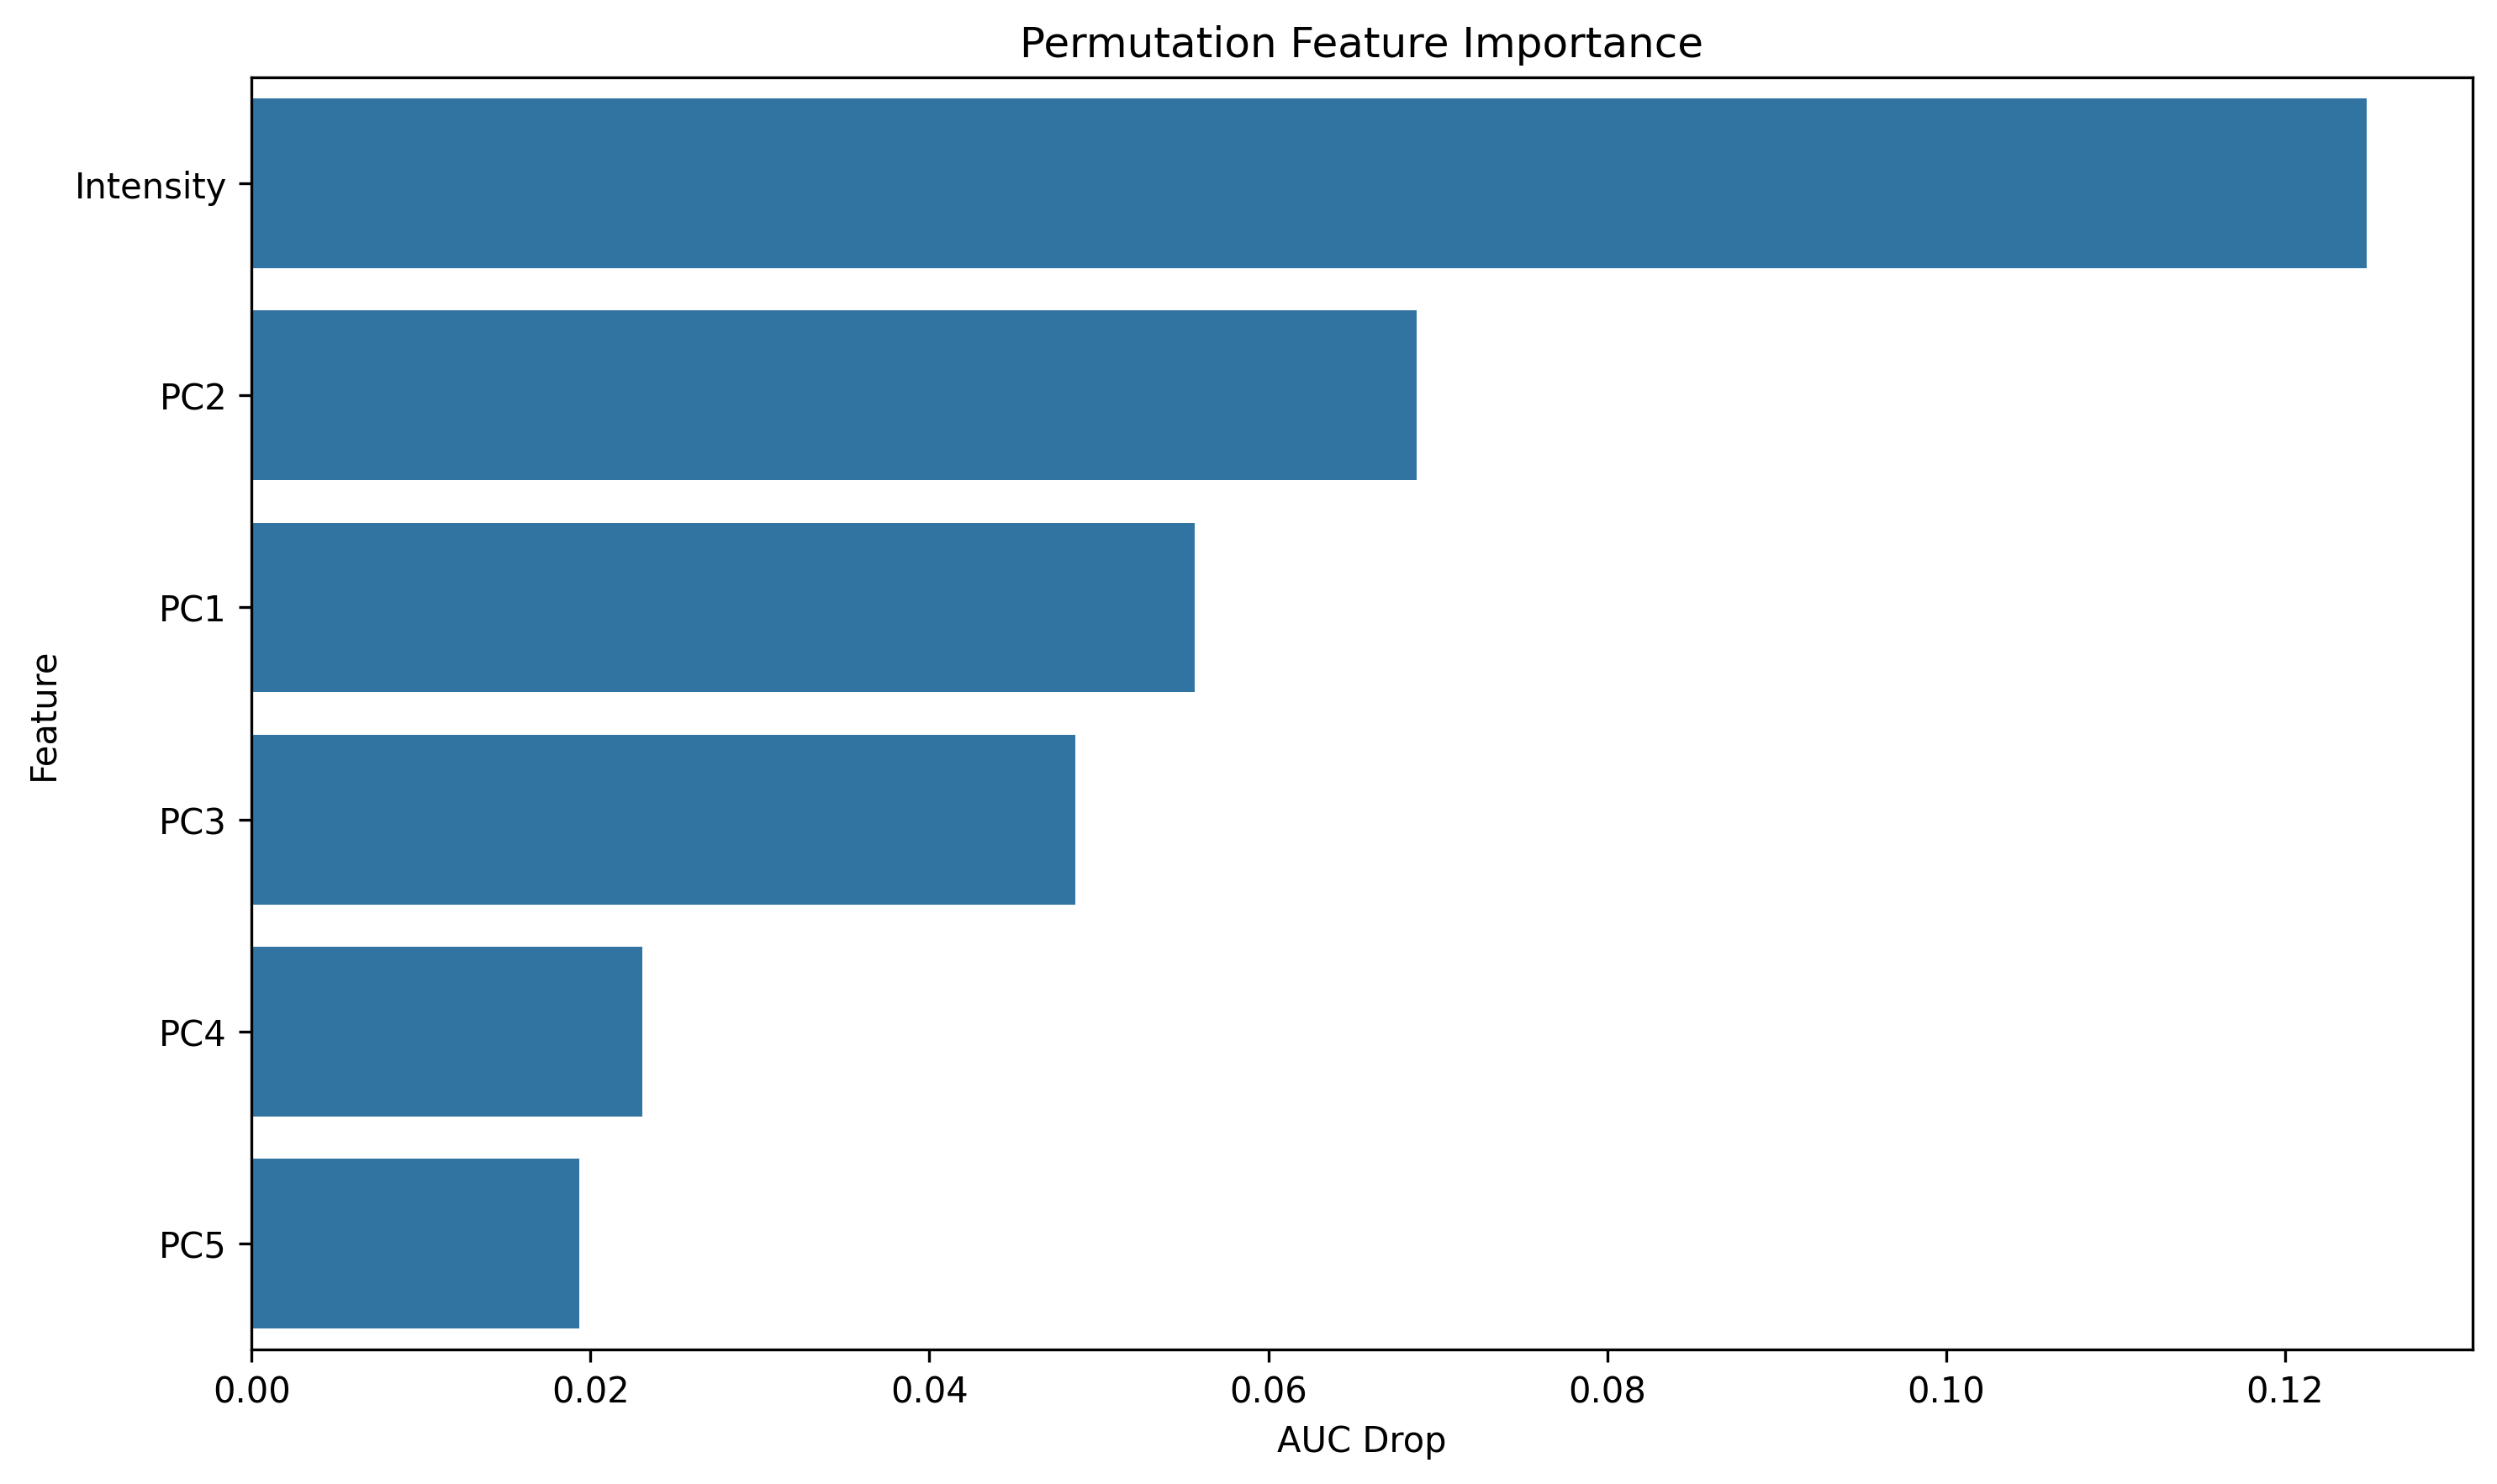 Permutation Feature Importance
Intensity
PC2
PC1
PC3
PC4
PC5
Feature
0.00 0.02 0.04 0.06 0.08 0.10 0.12
AUC Drop